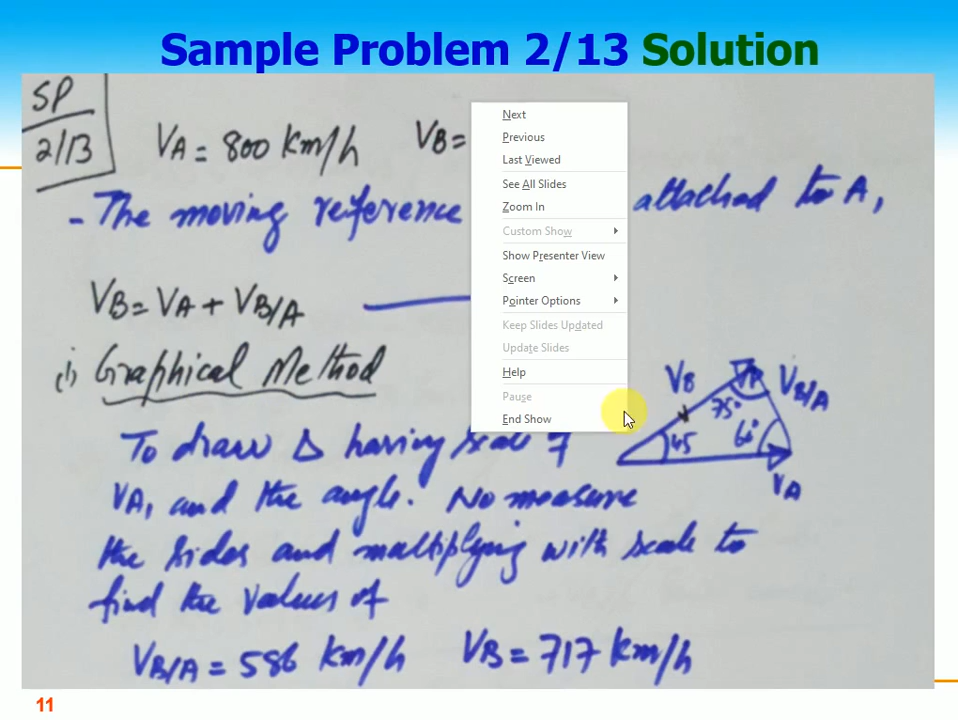 Sample Problem 2/13 Solution
SP
2/13
VA = 800 km/h VB =
- The moving reference attached to A,
VB = VA + VB/A
(i) Graphical Method
To draw Δ having scale of
VA, and the angle. No measure
the sides and multiplying with scale to
find the values of
VB/A = 586 km/h VB = 717 km/h
VB
VB/A
75°
45
60°
VA
Next
Previous
Last Viewed
See All Slides
Zoom In
Custom Show
Show Presenter View
Screen
Pointer Options
Keep Slides Updated
Update Slides
Help
Pause
End Show
11